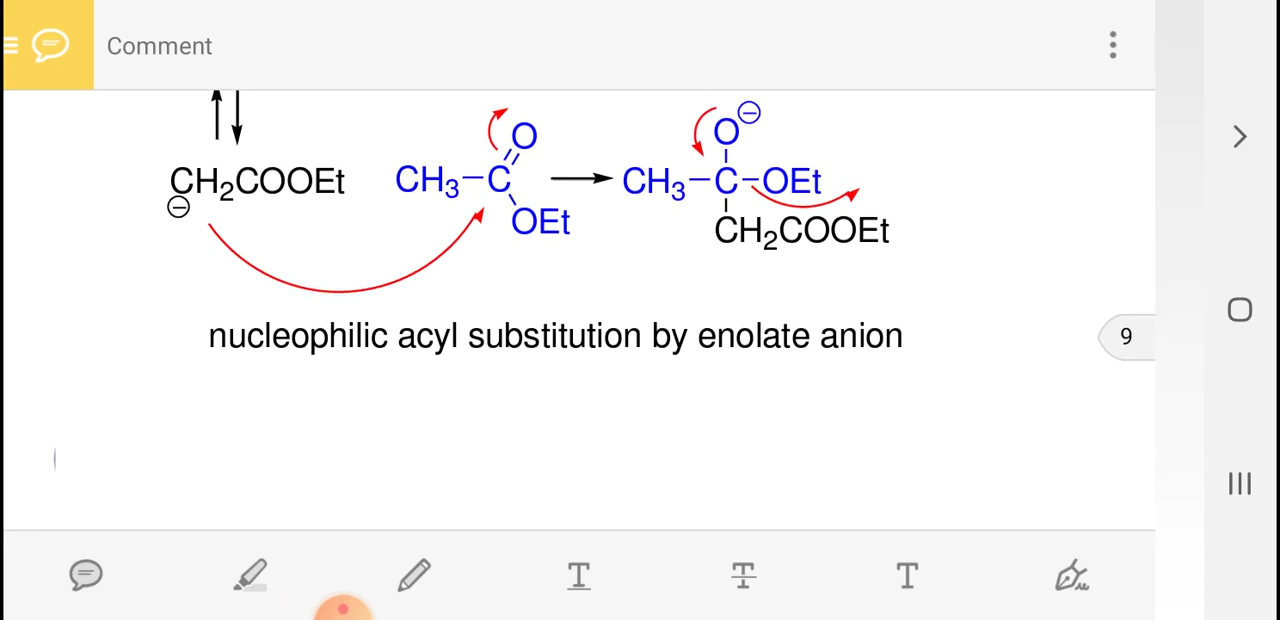 Comment
O
O⊖
CH₂COOEt CH₃–C CH₃–C–OEt
⊖
OEt CH₂COOEt
nucleophilic acyl substitution by enolate anion
9
T T T